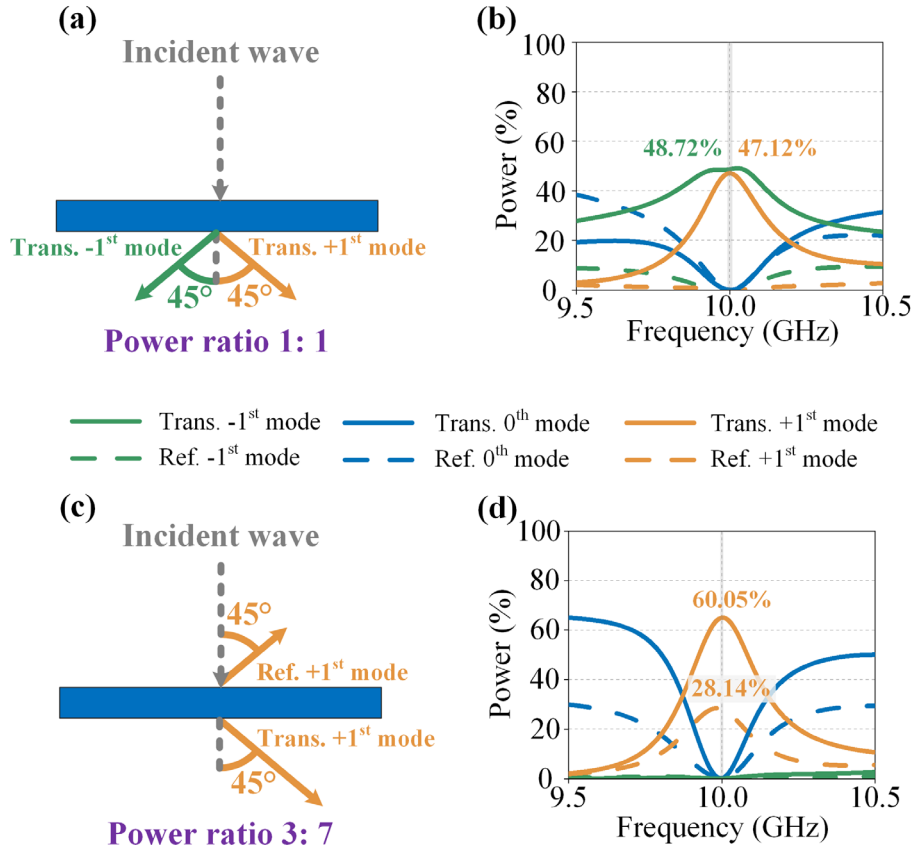 (a)
Incident wave
Trans. -1st mode
Trans. +1st mode
45°
45°
Power ratio 1: 1
(b)
Power (%)
100
80
60
40
20
0
48.72%
47.12%
9.5
10.0
10.5
Frequency (GHz)
Trans. -1st mode
Trans. 0th mode
Trans. +1st mode
Ref. -1st mode
Ref. 0th mode
Ref. +1st mode
(c)
Incident wave
45°
Ref. +1st mode
Trans. +1st mode
45°
Power ratio 3: 7
(d)
Power (%)
100
80
60
40
20
0
60.05%
28.14%
9.5
10.0
10.5
Frequency (GHz)